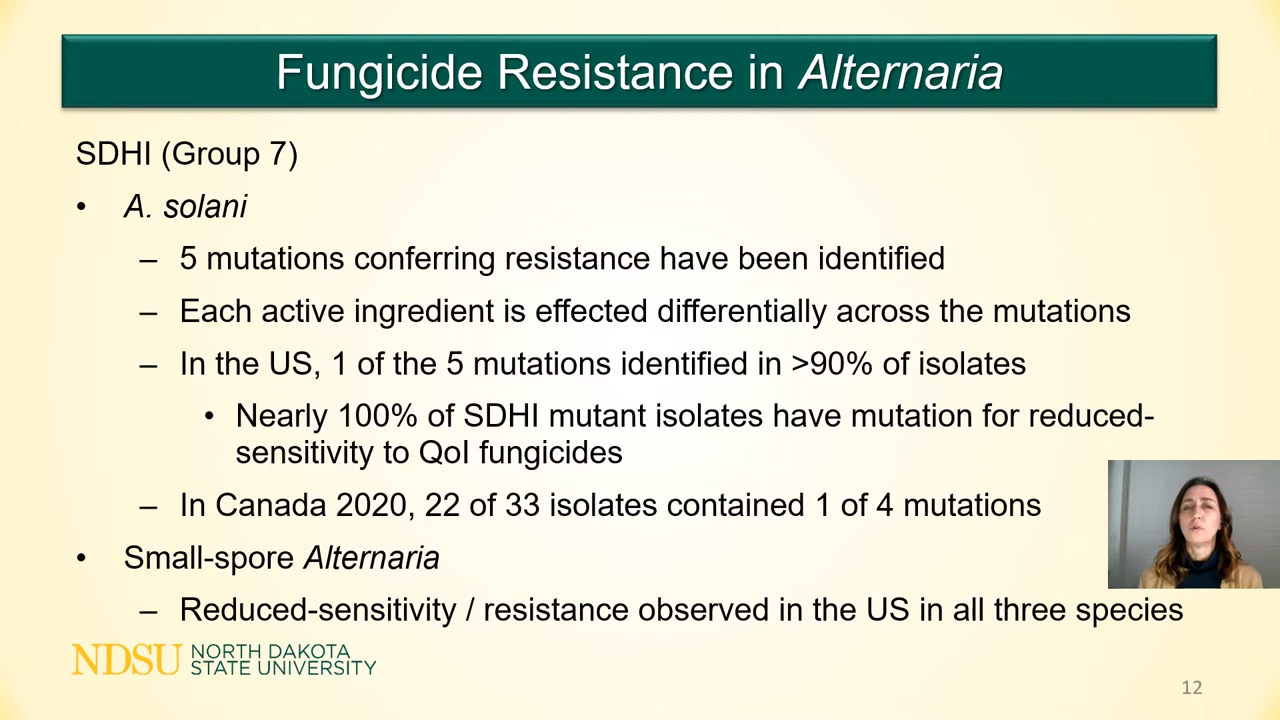 Fungicide Resistance in Alternaria
SDHI (Group 7)
• A. solani
– 5 mutations conferring resistance have been identified
– Each active ingredient is effected differentially across the mutations
– In the US, 1 of the 5 mutations identified in >90% of isolates
• Nearly 100% of SDHI mutant isolates have mutation for reduced-
sensitivity to QoI fungicides
– In Canada 2020, 22 of 33 isolates contained 1 of 4 mutations
• Small-spore Alternaria
– Reduced-sensitivity / resistance observed in the US in all three species
NDSU NORTH DAKOTA
STATE UNIVERSITY
12